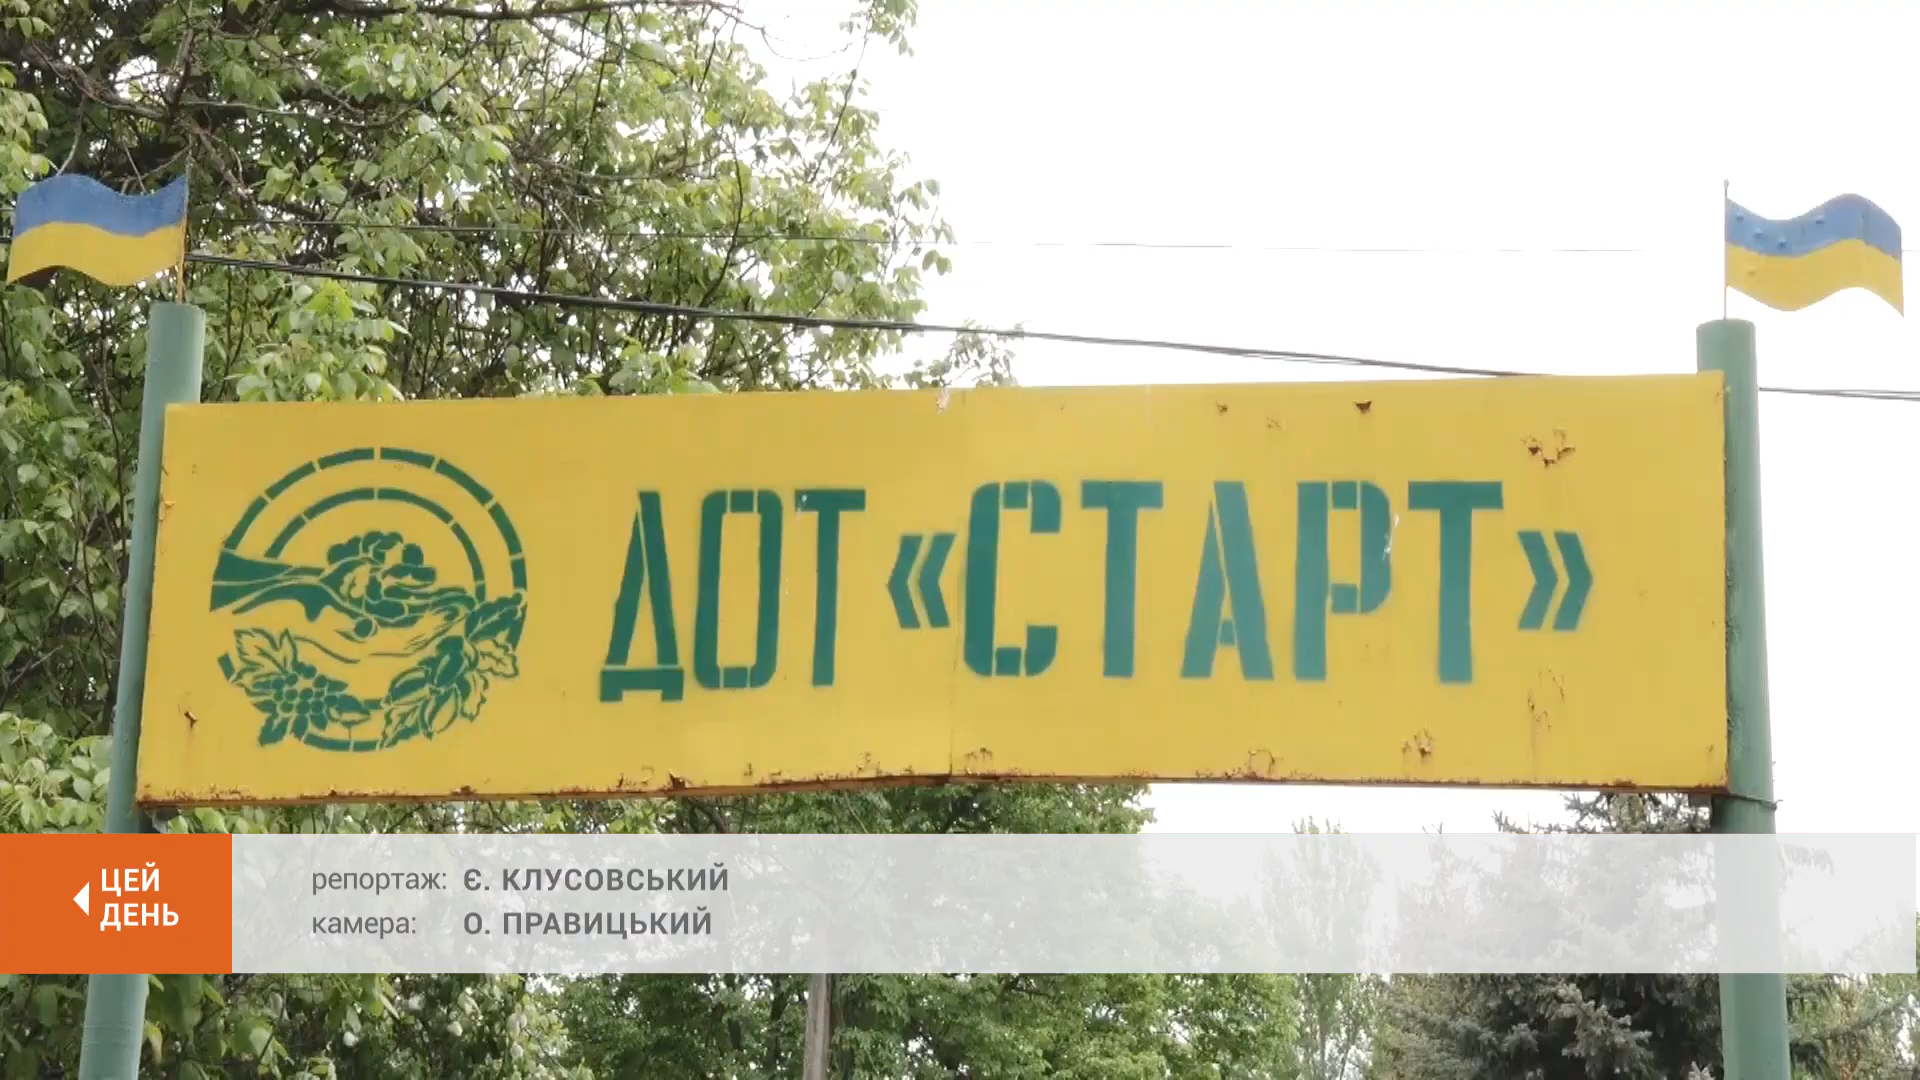 ДОТ «СТАРТ»
ЦЕЙ
ДЕНЬ
репортаж: Є. КЛУСОВСЬКИЙ
камера: О. ПРАВИЦЬКИЙ